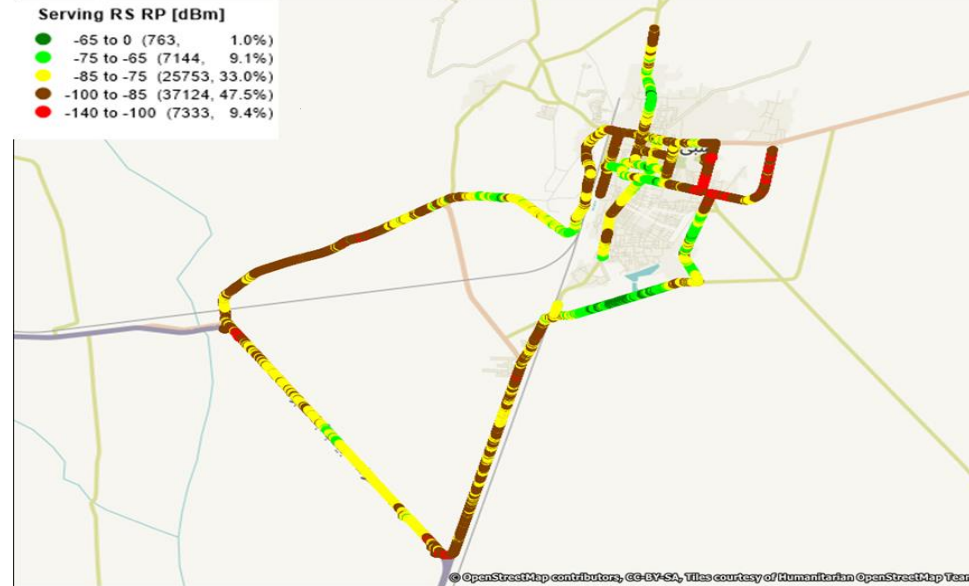 Serving RS RP [dBm]
-65 to 0 (763, 1.0%)
-75 to -65 (7144, 9.1%)
-85 to -75 (25753, 33.0%)
-100 to -85 (37124, 47.5%)
-140 to -100 (7333, 9.4%)
© OpenStreetMap contributors, CC-BY-SA, Tiles courtesy of Humanitarian OpenStreetMap Team